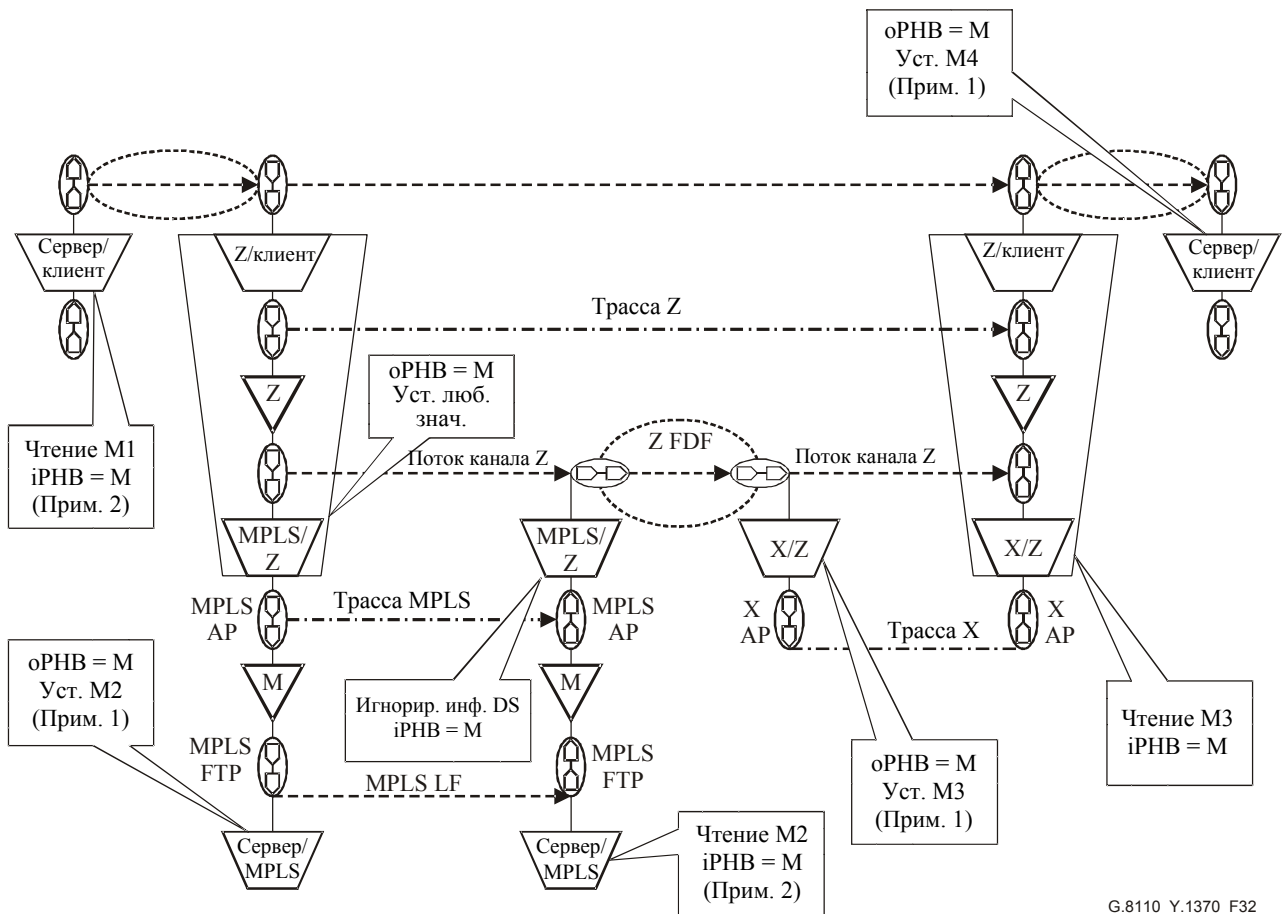 oPHB = M
Уст. M4
(Прим. 1)
Сервер/
клиент
Z/клиент
Z/клиент
Сервер/
клиент
Трасса Z
oPHB = M
Уст. люб.
знач.
Z
Z
Чтение M1
iPHB = M
(Прим. 2)
Z FDF
Поток канала Z
Поток канала Z
MPLS/
Z
MPLS/
Z
X/Z
X/Z
MPLS
AP
Трасса MPLS
MPLS
AP
X
AP
Трасса X
X
AP
oPHB = M
Уст. M2
(Прим. 1)
M
Игнорир. инф. DS
iPHB = M
M
Чтение M3
iPHB = M
MPLS
FTP
MPLS LF
MPLS
FTP
oPHB = M
Уст. M3
(Прим. 1)
Сервер/
MPLS
Сервер/
MPLS
Чтение M2
iPHB = M
(Прим. 2)
G.8110_Y.1370_F32